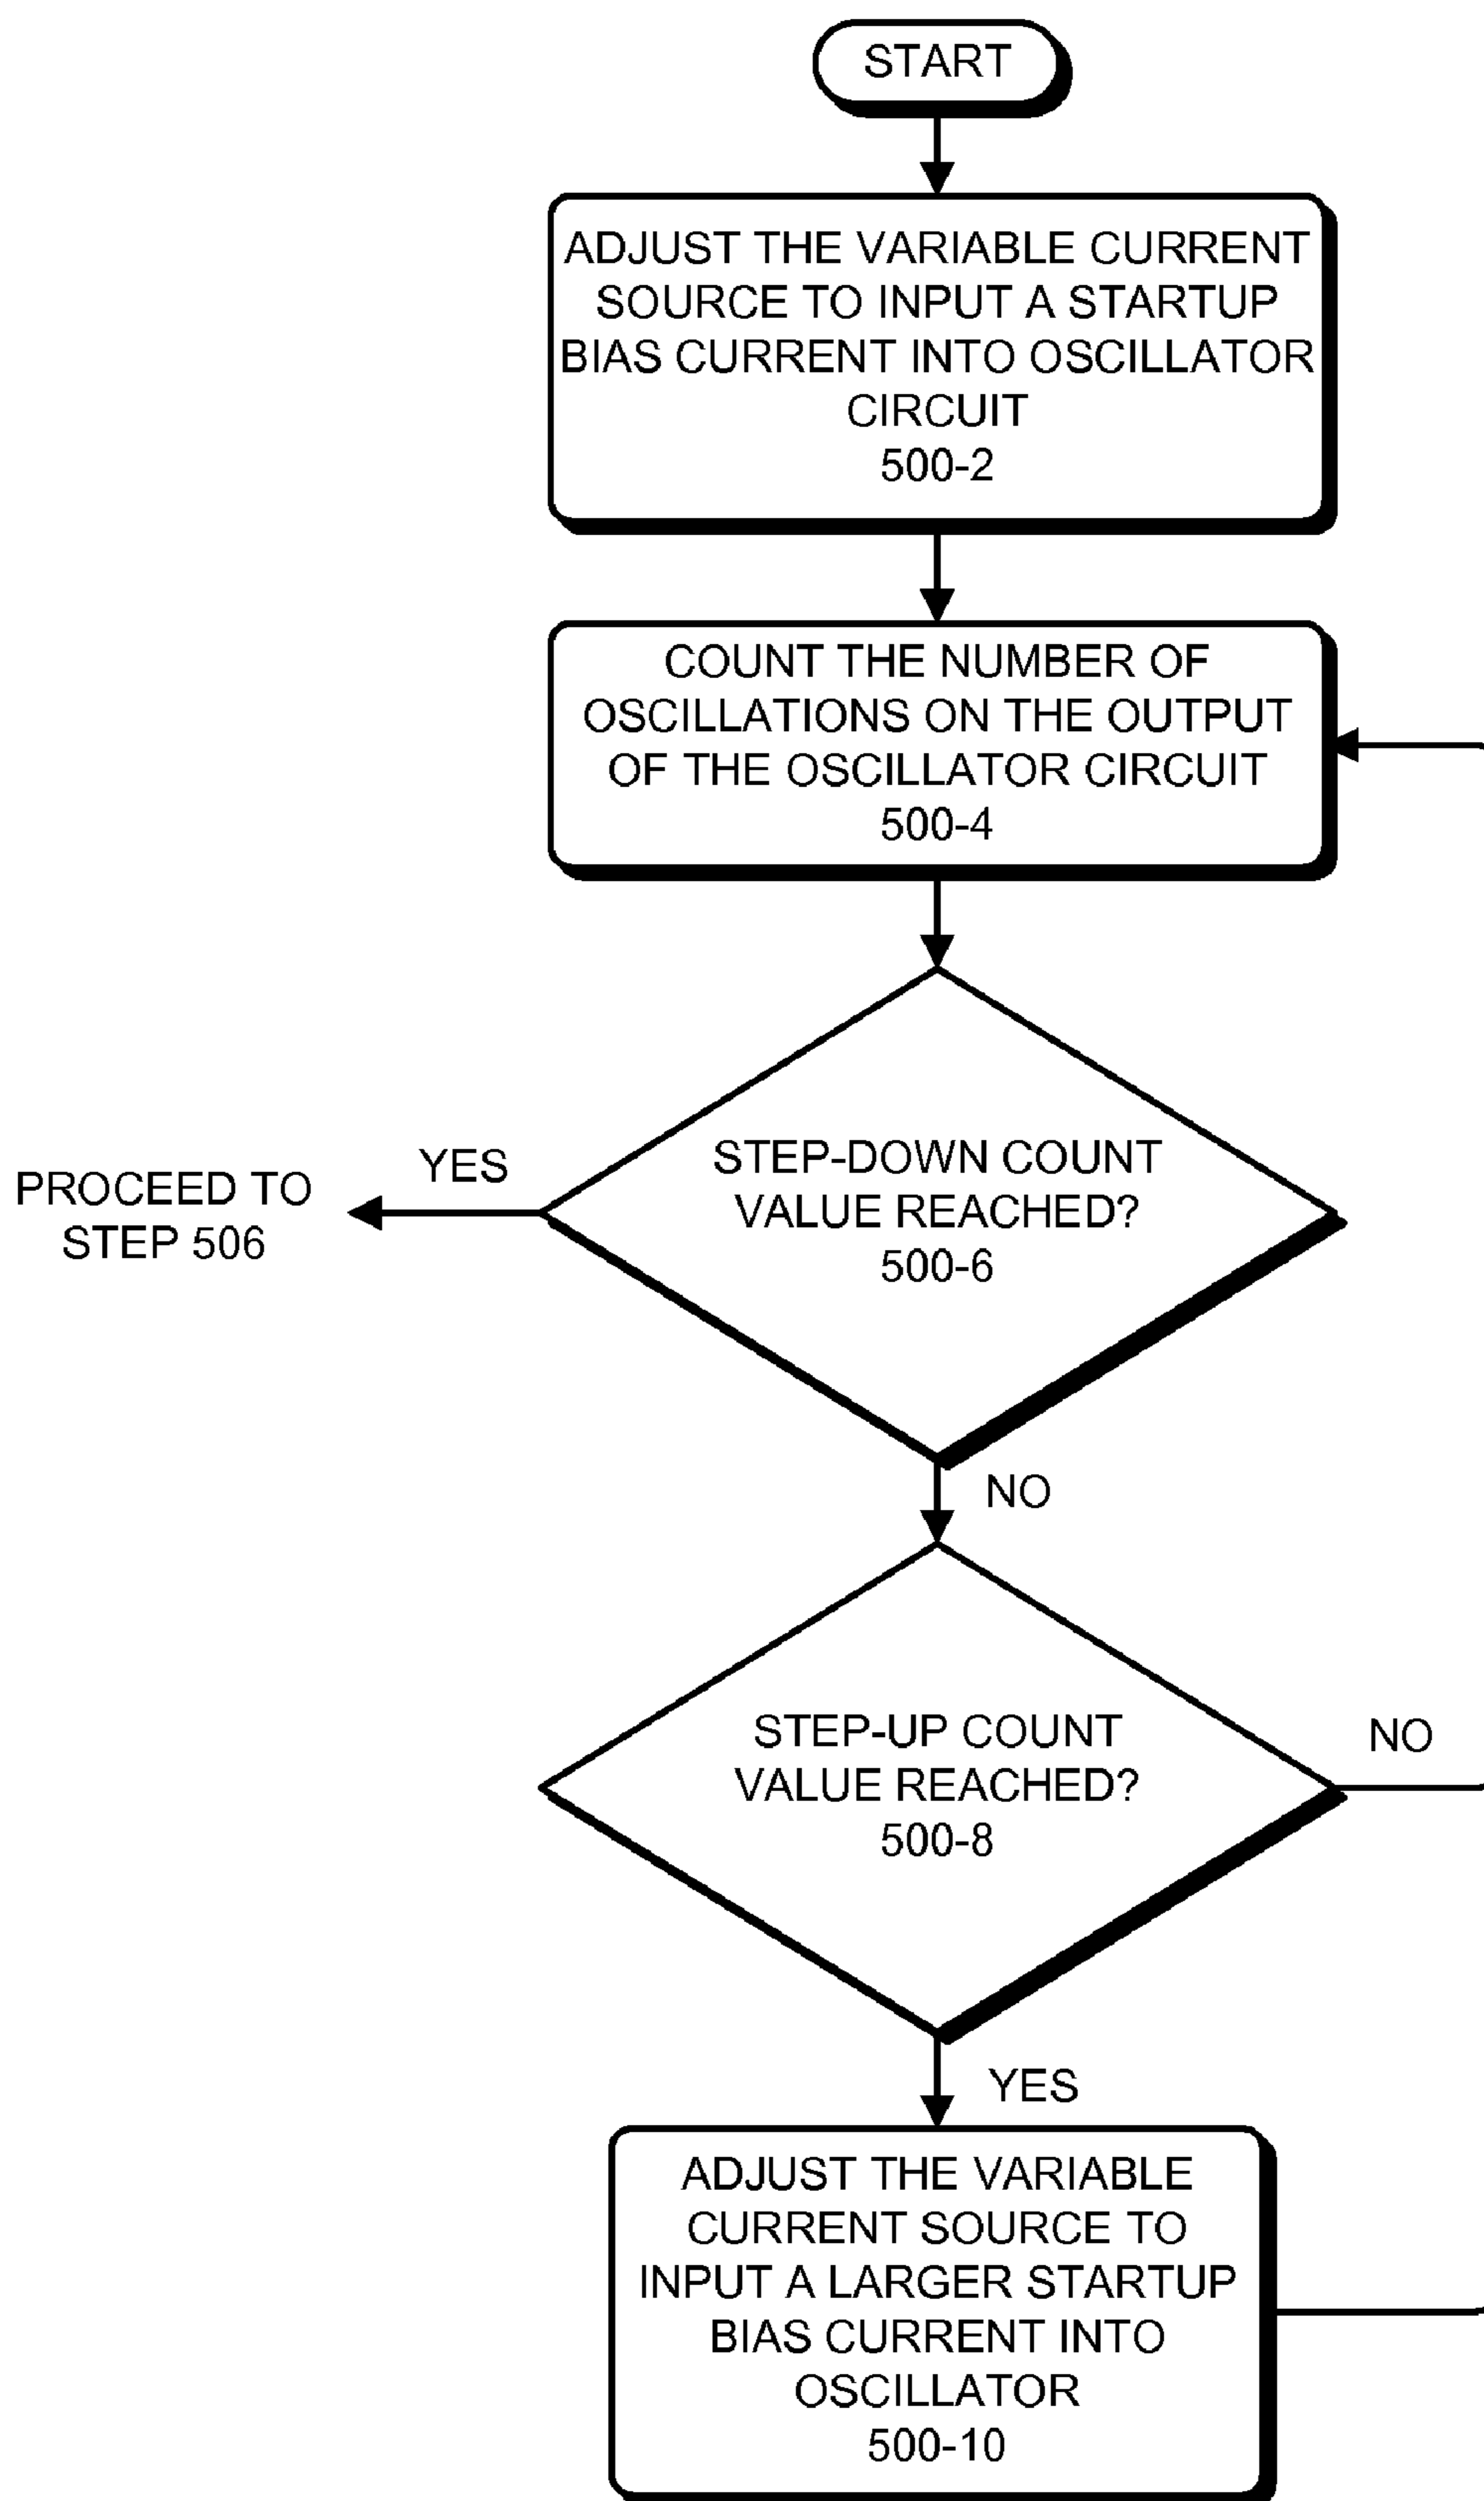 START
ADJUST THE VARIABLE CURRENT
SOURCE TO INPUT A STARTUP
BIAS CURRENT INTO OSCILLATOR
CIRCUIT
500-2
COUNT THE NUMBER OF
OSCILLATIONS ON THE OUTPUT
OF THE OSCILLATOR CIRCUIT
500-4
STEP-DOWN COUNT
VALUE REACHED?
500-6
YES
PROCEED TO
STEP 506
NO
STEP-UP COUNT
VALUE REACHED?
500-8
NO
YES
ADJUST THE VARIABLE
CURRENT SOURCE TO
INPUT A LARGER STARTUP
BIAS CURRENT INTO
OSCILLATOR
500-10